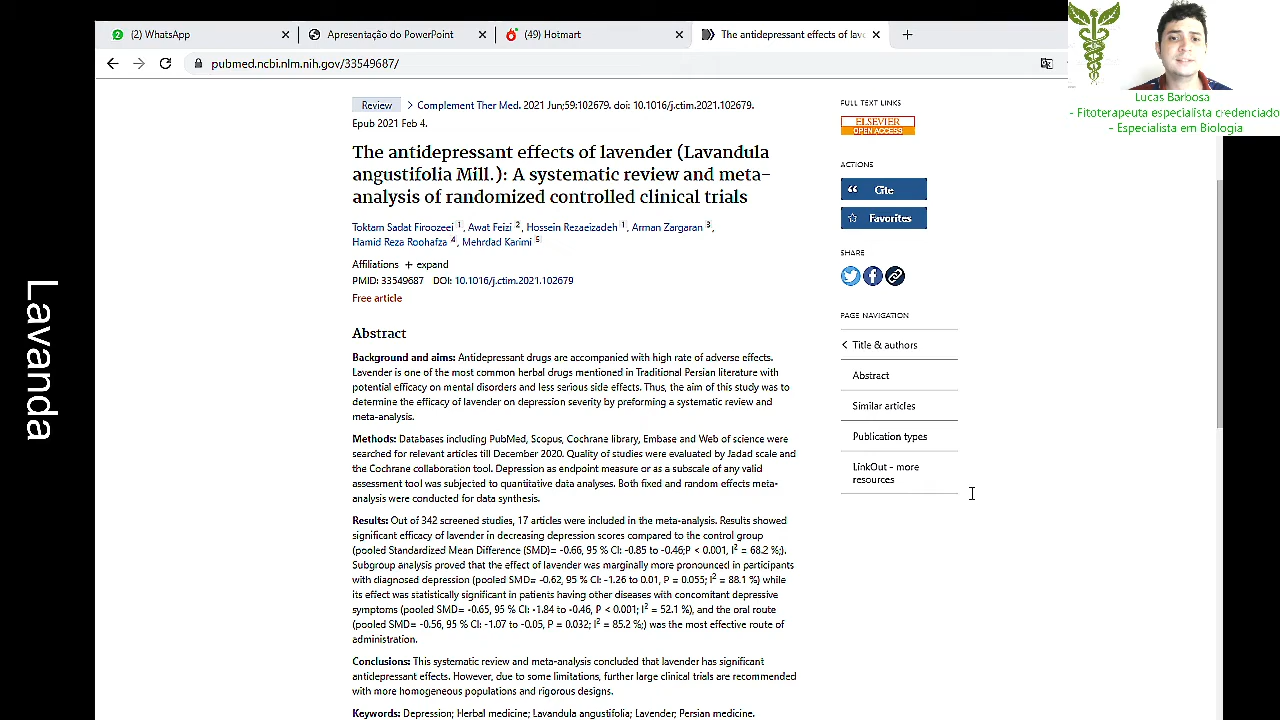 (2) WhatsApp
Apresentação do PowerPoint
(49) Hotmart
The antidepressant effects of lav
pubmed.ncbi.nlm.nih.gov/33549687/
Lucas Barbosa
- Fitoterapeuta especialista credenciado
- Especialista em Biologia
Lavanda
Review
Complement Ther Med. 2021 Jun;59:102679. doi: 10.1016/j.ctim.2021.102679.
Epub 2021 Feb 4.
The antidepressant effects of lavender (Lavandula
angustifolia Mill.): A systematic review and meta-
analysis of randomized controlled clinical trials
Toktam Sadat Firoozeei 1, Awat Feizi 2, Hossein Rezaeizadeh 1, Arman Zargaran 3,
Hamid Reza Roohafza 4, Mehrdad Karimi 5
Affiliations + expand
PMID: 33549687 DOI: 10.1016/j.ctim.2021.102679
Free article
Abstract
Background and aims: Antidepressant drugs are accompanied with high rate of adverse effects.
Lavender is one of the most common herbal drugs mentioned in Traditional Persian literature with
potential efficacy on mental disorders and less serious side effects. Thus, the aim of this study was to
determine the efficacy of lavender on depression severity by preforming a systematic review and
meta-analysis.
Methods: Databases including PubMed, Scopus, Cochrane library, Embase and Web of science were
searched for relevant articles till December 2020. Quality of studies were evaluated by Jadad scale and
the Cochrane collaboration tool. Depression as endpoint measure or as a subscale of any valid
assessment tool was subjected to quantitative data analyses. Both fixed and random effects meta-
analysis were conducted for data synthesis.
Results: Out of 342 screened studies, 17 articles were included in the meta-analysis. Results showed
significant efficacy of lavender in decreasing depression scores compared to the control group
(pooled Standardized Mean Difference (SMD)= -0.66, 95 % CI: -0.85 to -0.46;P < 0.001, I2 = 68.2 %;).
Subgroup analysis proved that the effect of lavender was marginally more pronounced in participants
with diagnosed depression (pooled SMD= -0.62, 95 % CI: -1.26 to 0.01, P = 0.055; I2 = 88.1 %) while
its effect was statistically significant in patients having other diseases with concomitant depressive
symptoms (pooled SMD= -0.65, 95 % CI: -1.84 to -0.46, P < 0.001; I2 = 52.1 %), and the oral route
(pooled SMD= -0.56, 95 % CI: -1.07 to -0.05, P = 0.032; I2 = 85.2 %;) was the most effective route of
administration.
Conclusions: This systematic review and meta-analysis concluded that lavender has significant
antidepressant effects. However, due to some limitations, further large clinical trials are recommended
with more homogeneous populations and rigorous designs.
Keywords: Depression; Herbal medicine; Lavandula angustifolia; Lavender; Persian medicine.
FULL TEXT LINKS
ELSEVIER
OPEN ACCESS
ACTIONS
Cite
Favorites
SHARE
PAGE NAVIGATION
Title & authors
Abstract
Similar articles
Publication types
LinkOut - more
resources